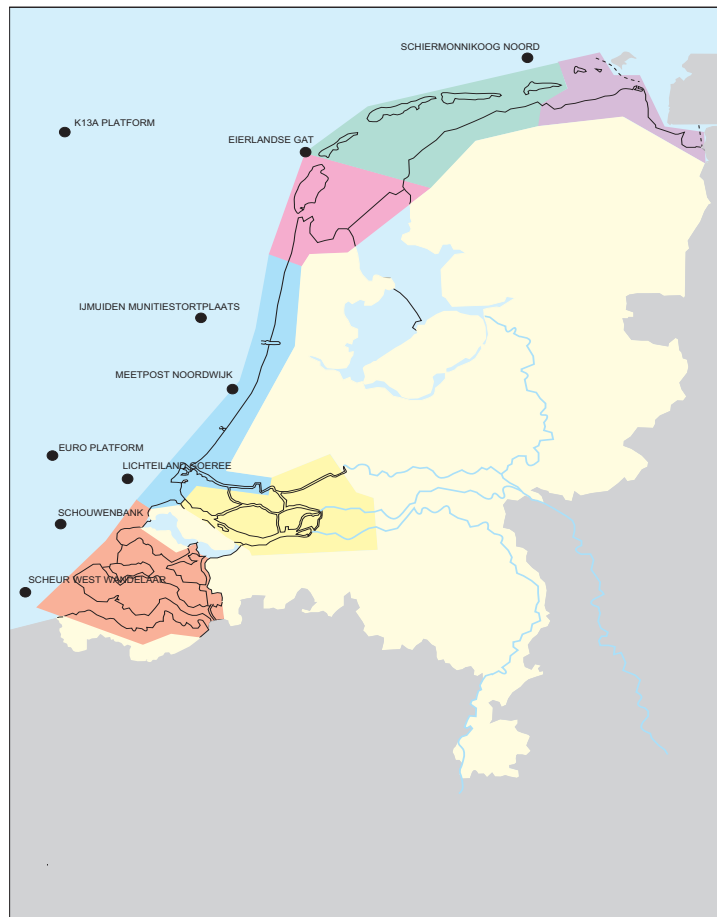 SCHIERMONNIKOOG NOORD
K13A PLATFORM
EIERLANDSE GAT
IJMUIDEN MUNITIESTORTPLAATS
MEETPOST NOORDWIJK
EURO PLATFORM
LICHTEILAND GOEREE
SCHOUWENBANK
SCHEUR WEST WANDELAAR